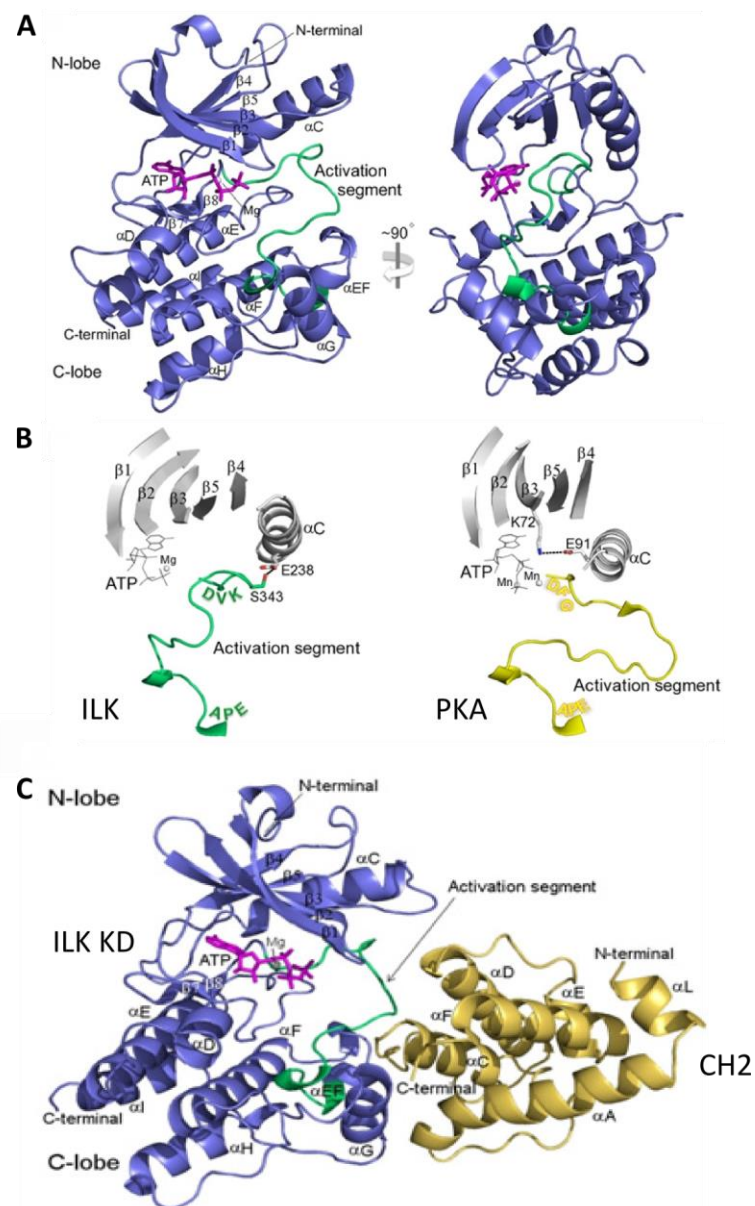 A
N-terminal
N-lobe
β4
β5
β3
β2
β1
αC
ATP
Activation
segment
β8
Mg
β7
αE
αD
αI
αF
αEF
~90°
C-terminal
αG
C-lobe
αH
B
β1
β2
β3
β5
β4
αC
Mg
ATP
E238
DVK
S343
Activation segment
APE
ILK
β1
β2
β3
β5
β4
K72
E91
αC
ATP
Mn
Mn
Activation segment
APE
PKA
C
N-lobe
N-terminal
β4
β5
αC
β3
β2
β1
Activation segment
ILK KD
Mg
ATP
β7
β8
αE
αD
αF
αD
N-terminal
αE
αL
αF
αC
C-terminal
CH2
αEF
αA
C-terminal
αI
αH
αG
C-lobe